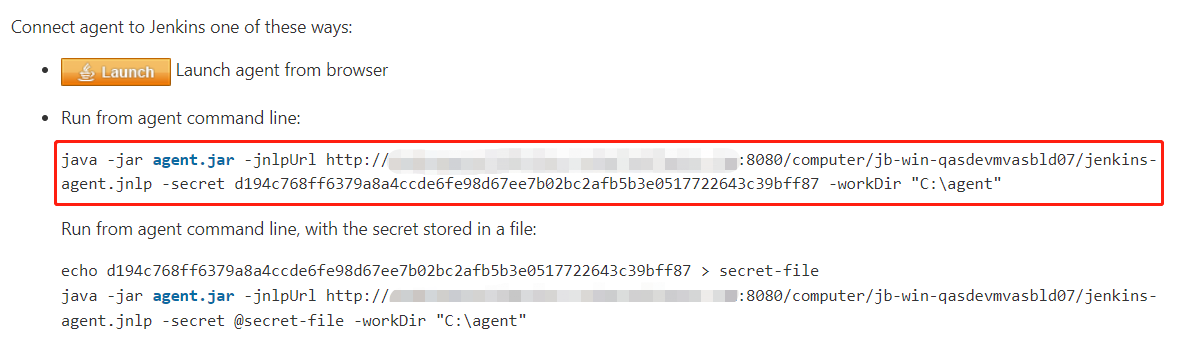 Connect agent to Jenkins one of these ways:
Launch Launch agent from browser
Run from agent command line:
java -jar agent.jar -jnlpUrl http:// :8080/computer/jb-win-qasdevmvasbld07/jenkins-
agent.jnlp -secret d194c768ff6379a8a4ccde6fe98d67ee7b02bc2afb5b3e0517722643c39bff87 -workDir "C:\agent"
Run from agent command line, with the secret stored in a file:
echo d194c768ff6379a8a4ccde6fe98d67ee7b02bc2afb5b3e0517722643c39bff87 > secret-file
java -jar agent.jar -jnlpUrl http:// :8080/computer/jb-win-qasdevmvasbld07/jenkins-
agent.jnlp -secret @secret-file -workDir "C:\agent"